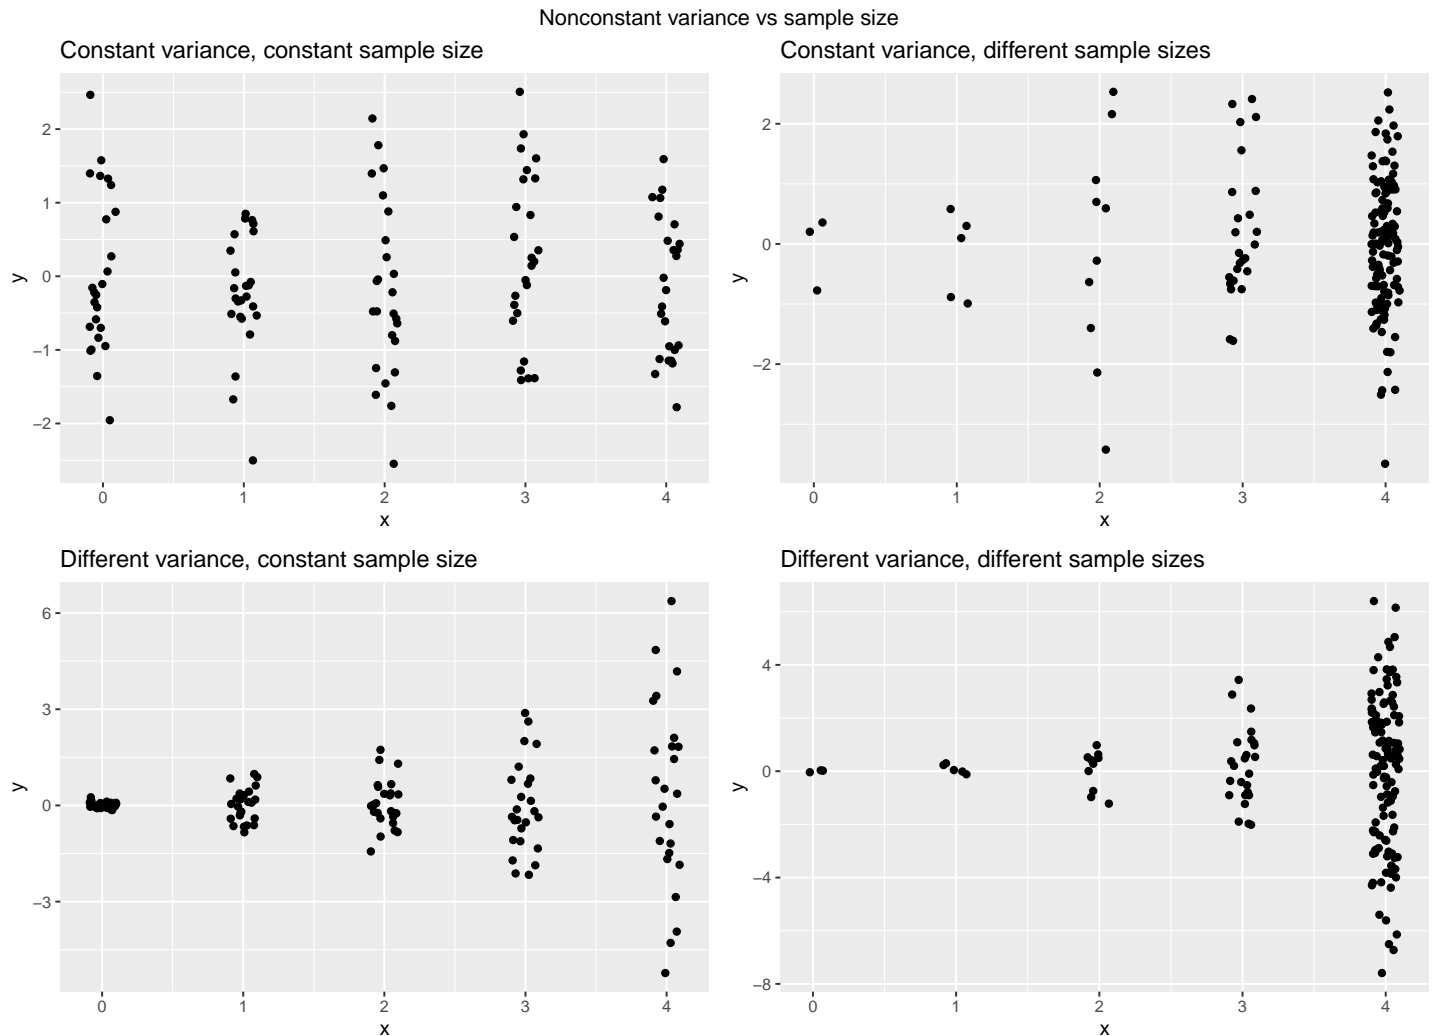 Nonconstant variance vs sample size
Constant variance, constant sample size
2
1
0
−1
−2
y
0 1 2 3 4
x
Constant variance, different sample sizes
2
0
−2
y
0 1 2 3 4
x
Different variance, constant sample size
6
3
0
−3
y
0 1 2 3 4
x
Different variance, different sample sizes
4
0
−4
−8
y
0 1 2 3 4
x